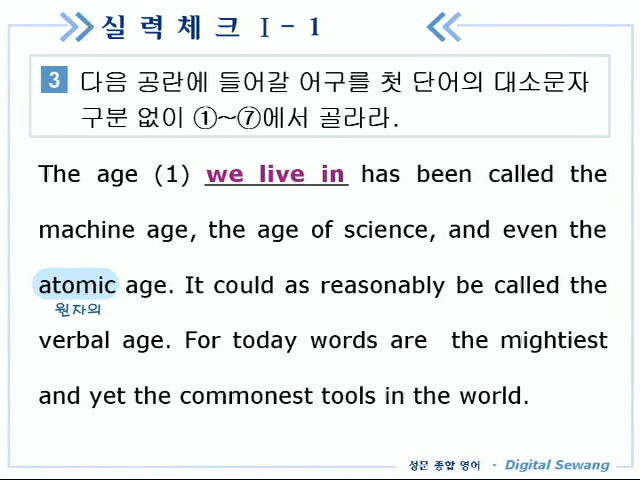 실력체크 I - 1
3 다음 공란에 들어갈 어구를 첫 단어의 대소문자
구분 없이 ①~⑦에서 골라라.
The age (1) we live in has been called the
machine age, the age of science, and even the
atomic age. It could as reasonably be called the
원자의
verbal age. For today words are the mightiest
and yet the commonest tools in the world.
성문 종합 영어 · Digital Sewang